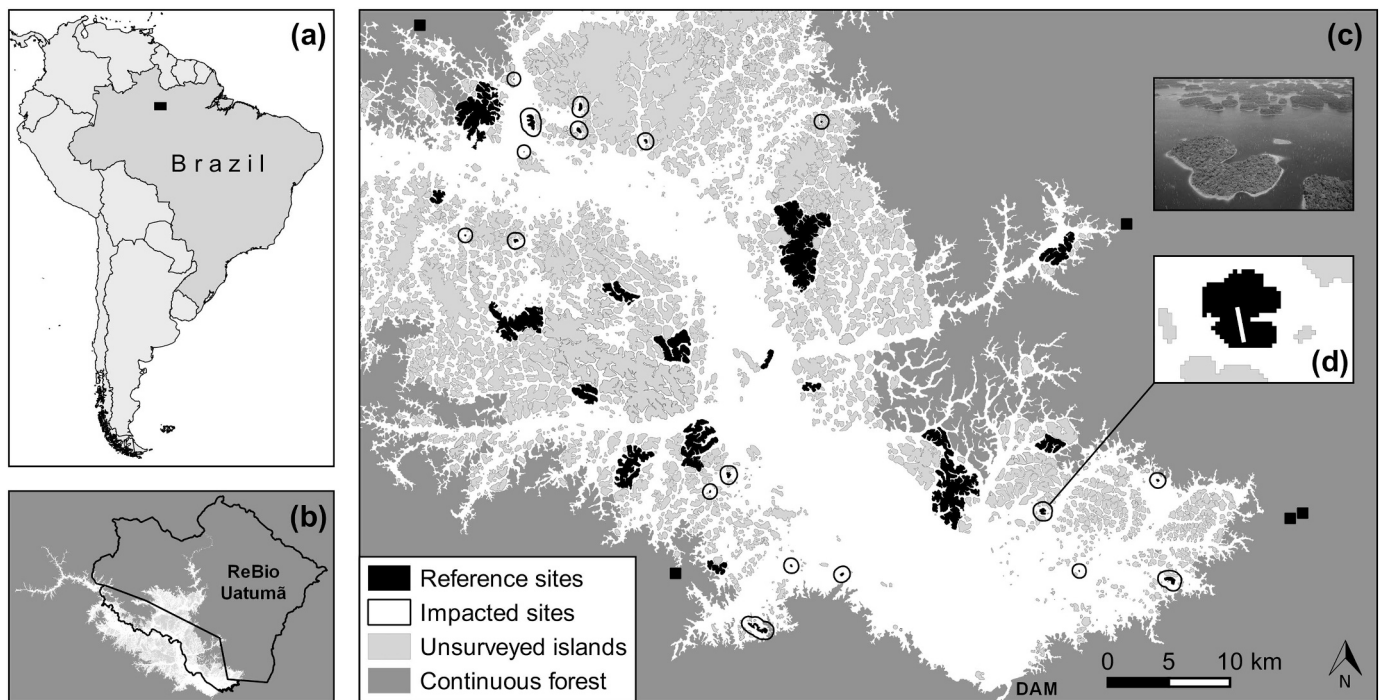 (a)
Brazil
(b)
ReBio
Uatumã
(c)
(d)
Reference sites
Impacted sites
Unsurveyed islands
Continuous forest
0 5 10 km
DAM
N